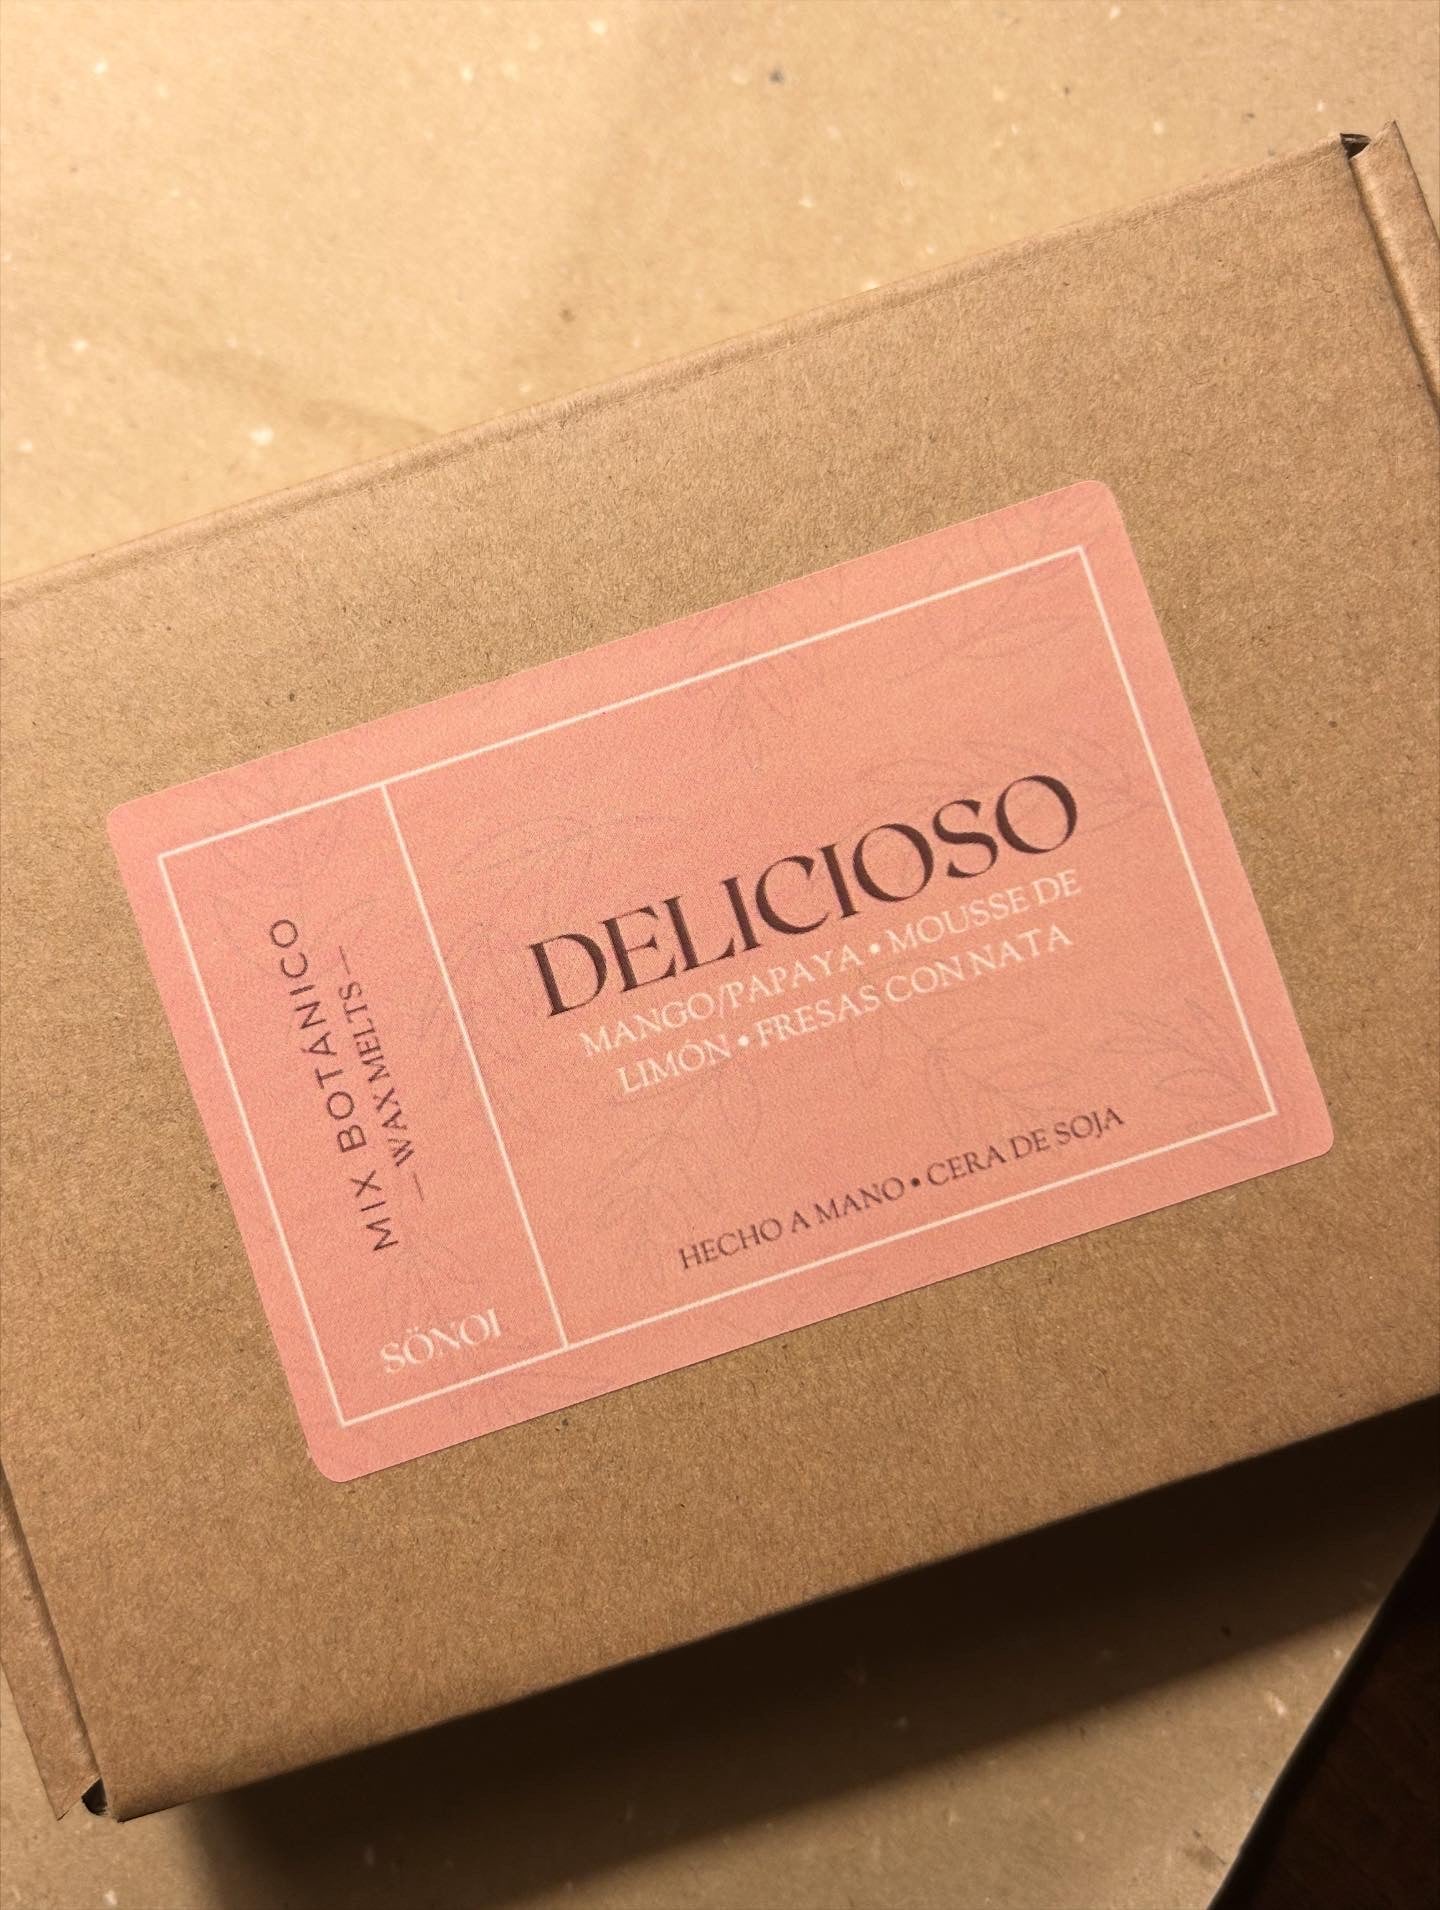 MIX BOTÁNICO
—WAX MELTS—
SÖNOI
DELICIOSO
MANGO/PAPAYA • MOUSSE DE
LIMÓN • FRESAS CON NATA
HECHO A MANO • CERA DE SOJA